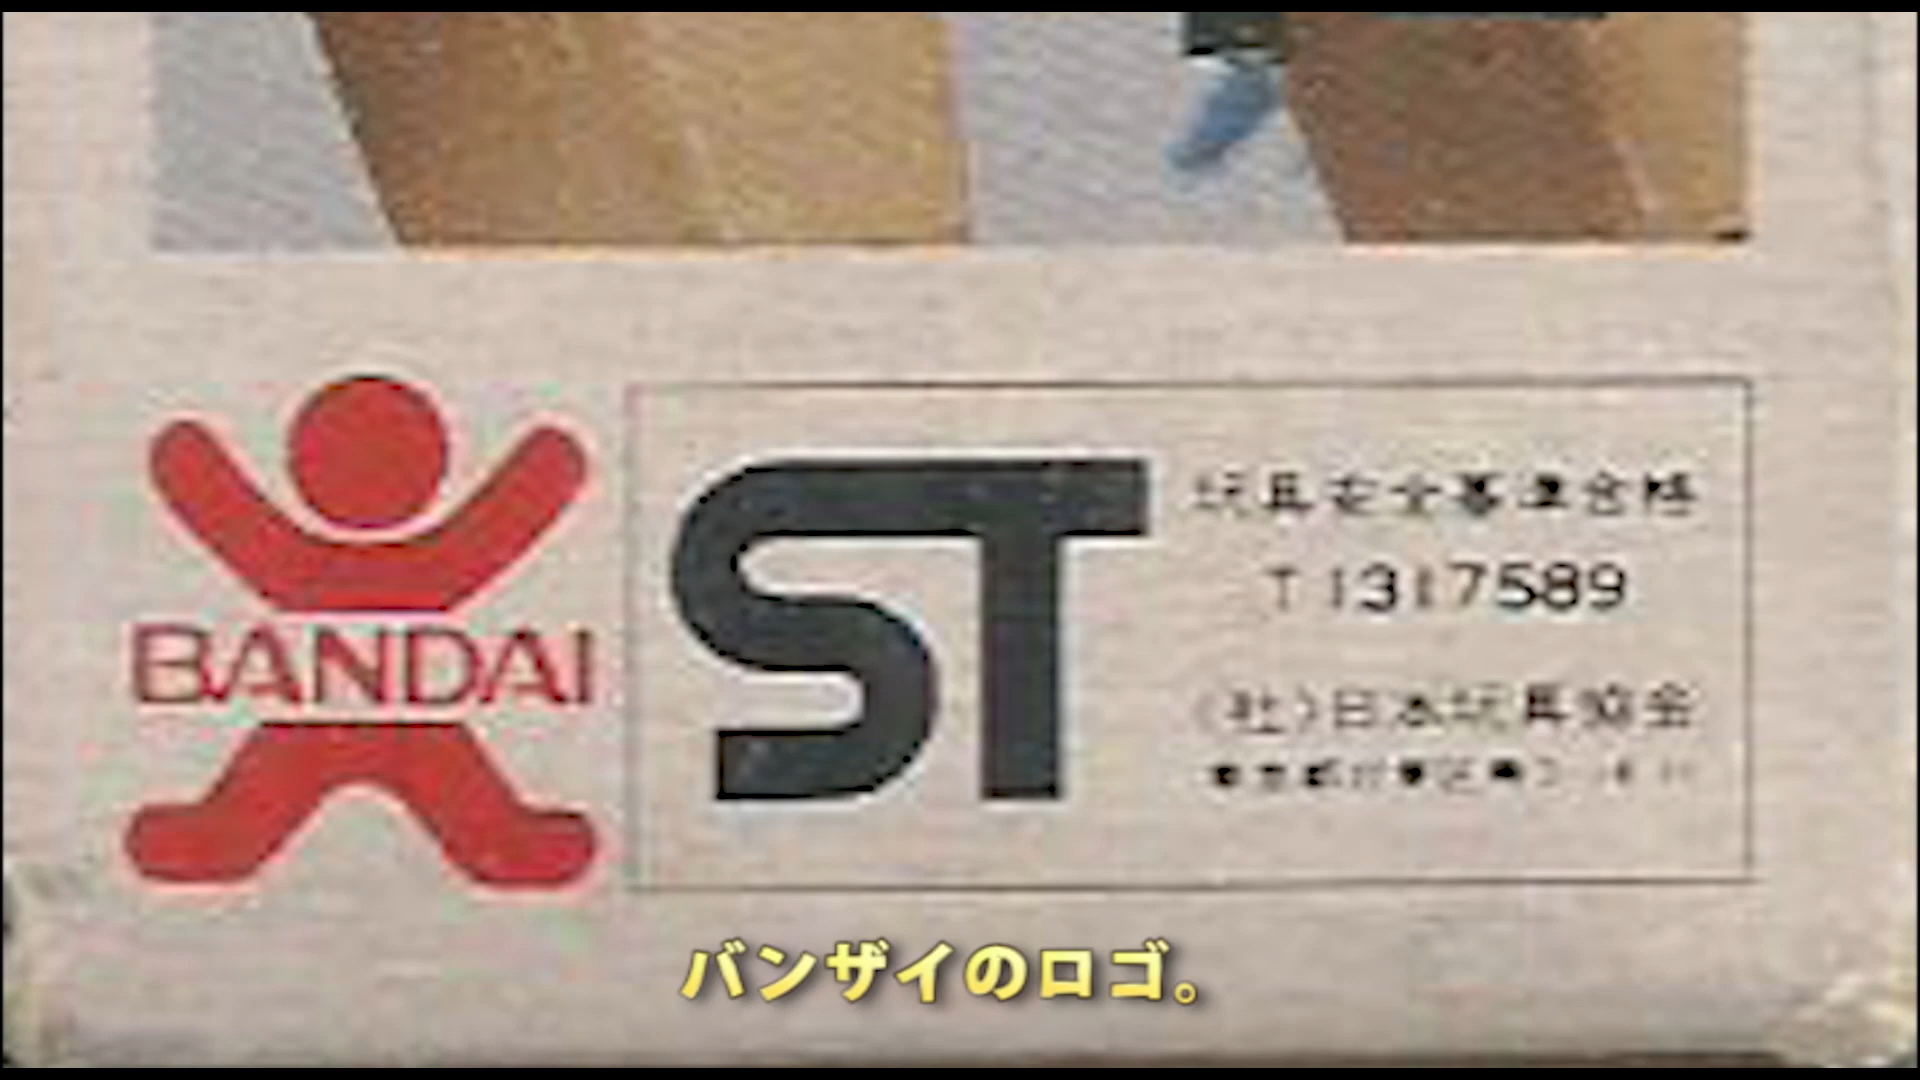 BANDAI
ST
玩具安全基準合格
T1317589
(社)日本玩具協会
バンザイのロゴ。